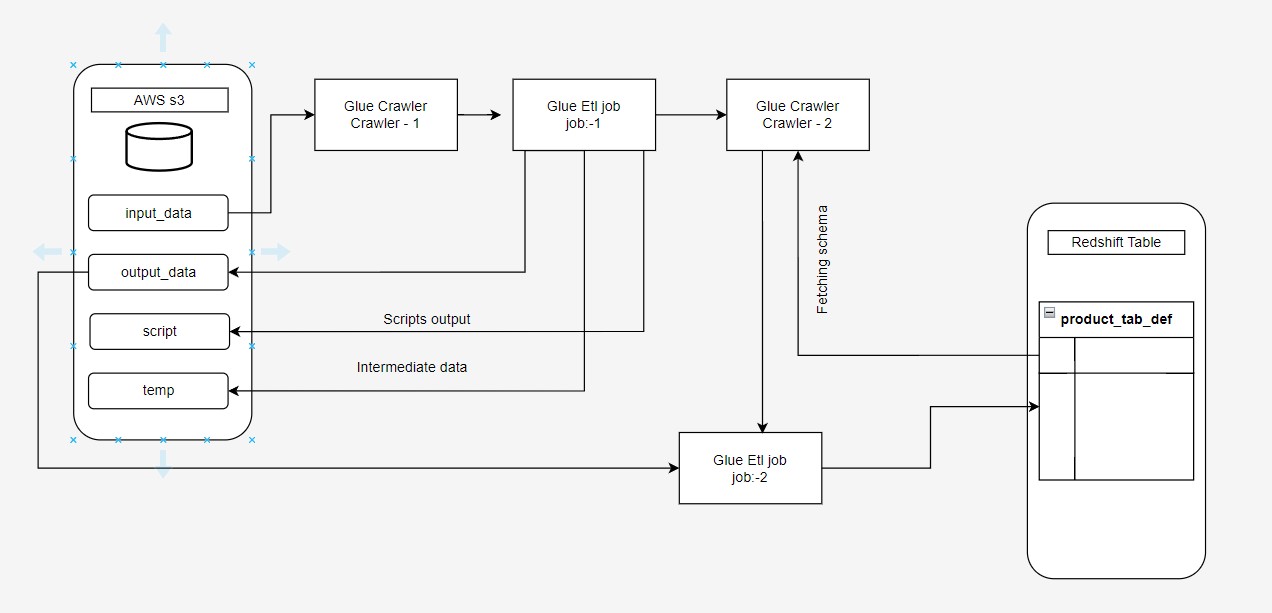 AWS s3
input_data
output_data
script
temp
Glue Crawler
Crawler - 1
Glue Etl job
job:-1
Glue Crawler
Crawler - 2
Scripts output
Intermediate data
Fetching schema
Glue Etl job
job:-2
Redshift Table
product_tab_def